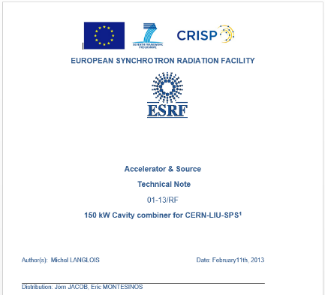 CRISP
EUROPEAN SYNCHROTRON RADIATION FACILITY
ESRF
Accelerator & Source
Technical Note
01-13/RF
150 kW Cavity combiner for CERN-LIU-SPS¹
Author(s): Michel LANGLOIS Date: February11th, 2013
Distribution: Jörn JACOB, Eric MONTESINOS